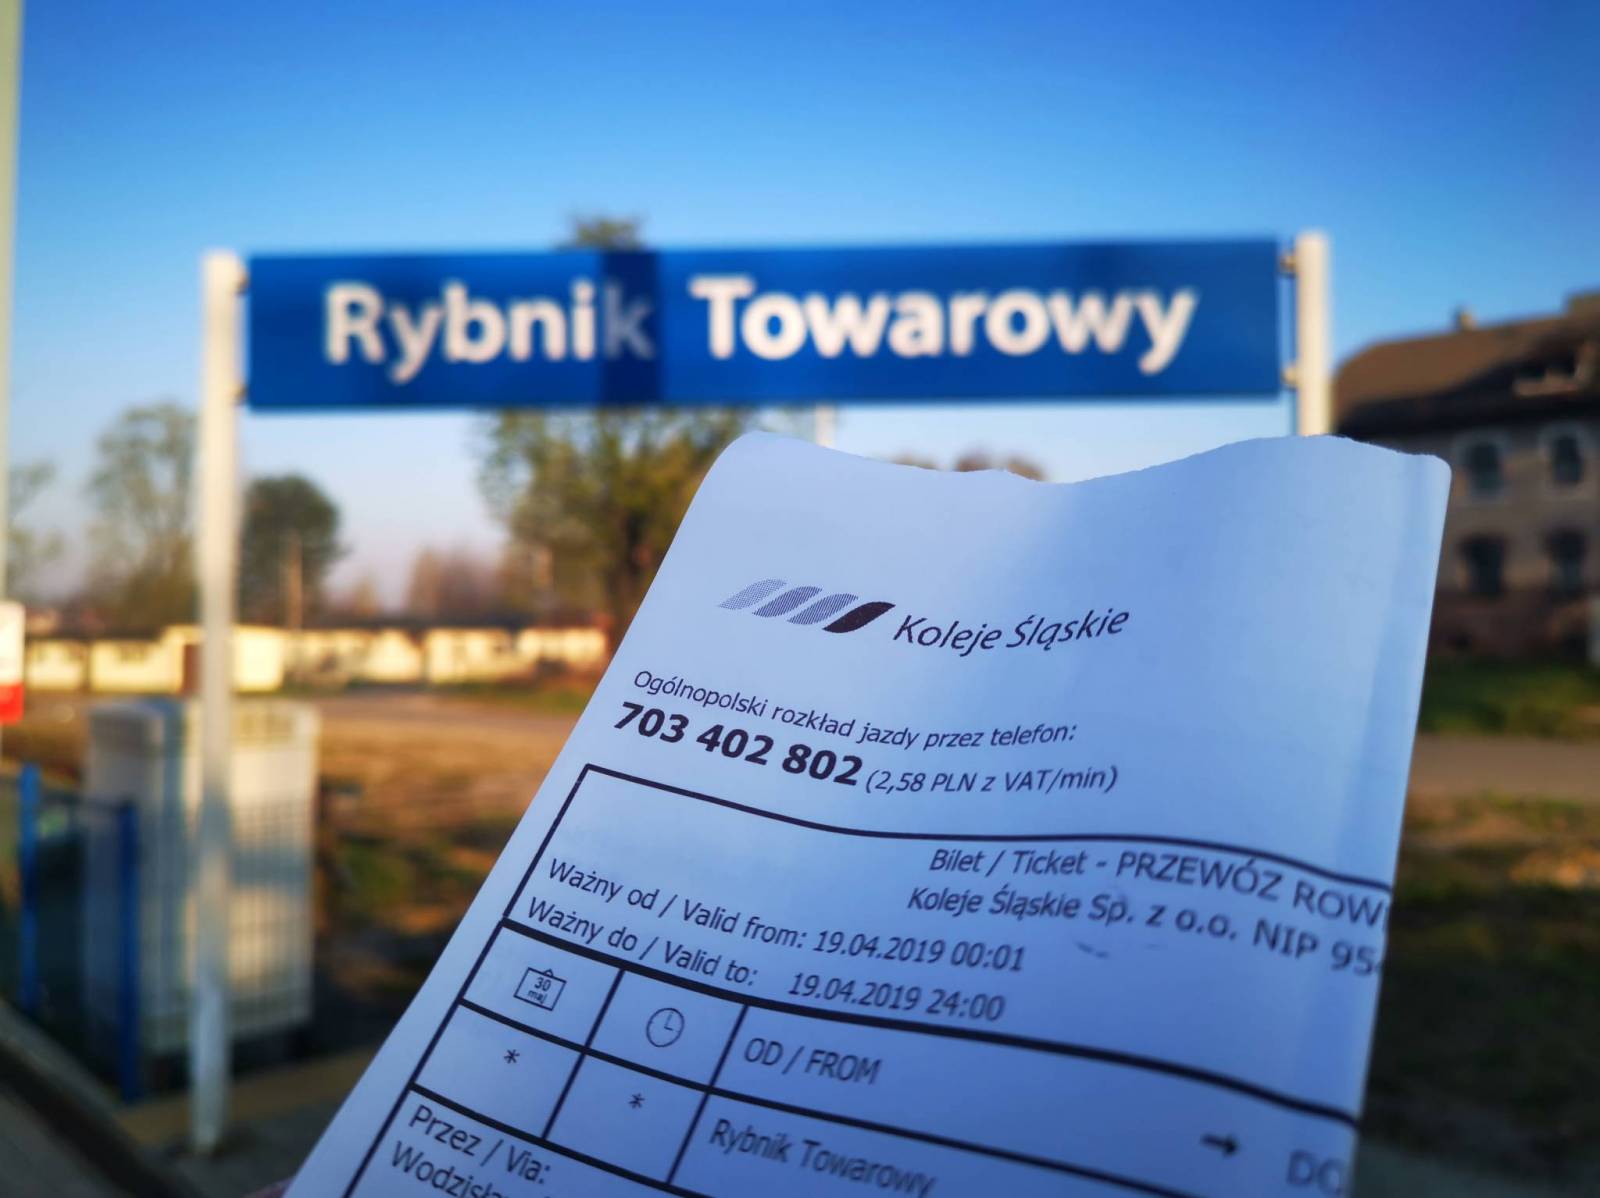 Rybnik Towarowy
Koleje Śląskie
Ogólnopolski rozkład jazdy przez telefon:
703 402 802 (2,58 PLN z VAT/min)
Bilet / Ticket - PRZEWÓZ
Koleje Śląskie Sp. z o.o. NIP
Ważny od / Valid from: 19.04.2019 00:01
Ważny do / Valid to: 19.04.2019 24:00
30
maj
OD / FROM
* * Rybnik Towarowy →
Przez / Via: